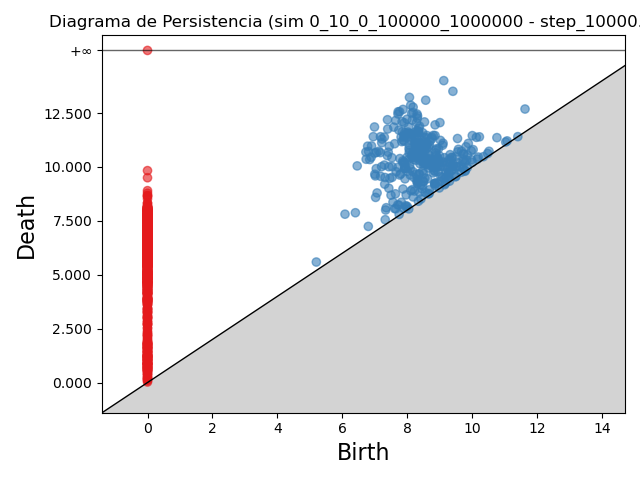 Diagrama de Persistencia (sim 0_10_0_100000_1000000 - step_10000.
+∞
12.500
10.000
7.500
5.000
2.500
0.000
Death
0 2 4 6 8 10 12 14
Birth